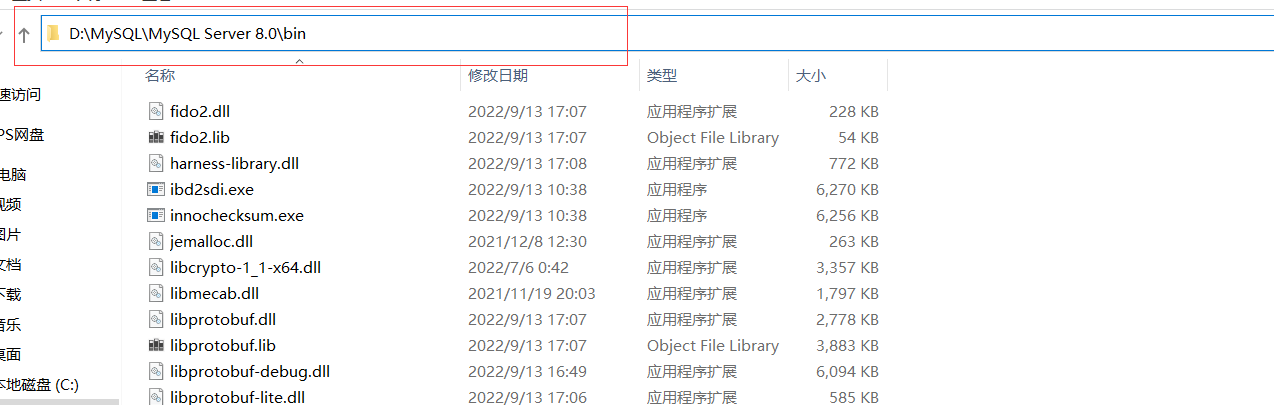 D:\MySQL\MySQL Server 8.0\bin
名称 修改日期 类型 大小
速访问
PS网盘
电脑
视频
图片
文档
下载
音乐
桌面
本地磁盘 (C:)
fido2.dll 2022/9/13 17:07 应用程序扩展 228 KB
fido2.lib 2022/9/13 17:07 Object File Library 54 KB
harness-library.dll 2022/9/13 17:08 应用程序扩展 772 KB
ibd2sdi.exe 2022/9/13 10:38 应用程序 6,270 KB
innochecksum.exe 2022/9/13 10:38 应用程序 6,256 KB
jemalloc.dll 2021/12/8 12:30 应用程序扩展 263 KB
libcrypto-1_1-x64.dll 2022/7/6 0:42 应用程序扩展 3,357 KB
libmecab.dll 2021/11/19 20:03 应用程序扩展 1,797 KB
libprotobuf.dll 2022/9/13 17:07 应用程序扩展 2,778 KB
libprotobuf.lib 2022/9/13 17:07 Object File Library 3,883 KB
libprotobuf-debug.dll 2022/9/13 16:49 应用程序扩展 6,094 KB
libprotobuf-lite.dll 2022/9/13 17:06 应用程序扩展 585 KB